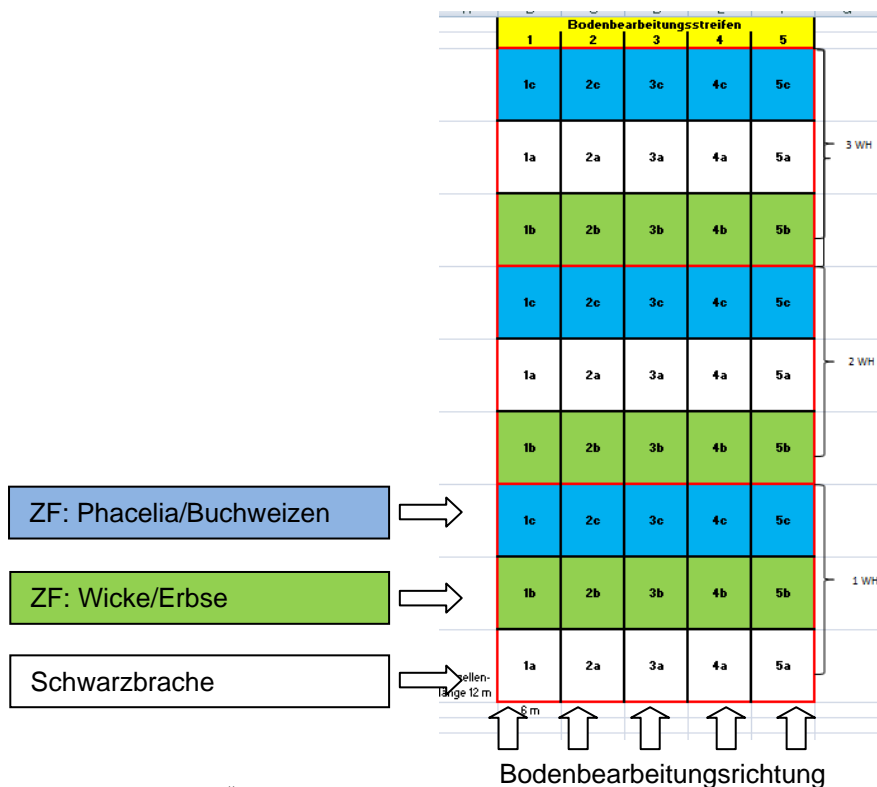 Bodenbearbeitungsstreifen
1 2 3 4 5
1c 2c 3c 4c 5c
1a 2a 3a 4a 5a
3 WH
1b 2b 3b 4b 5b
1c 2c 3c 4c 5c
1a 2a 3a 4a 5a
2 WH
1b 2b 3b 4b 5b
ZF: Phacelia/Buchweizen
1c 2c 3c 4c 5c
ZF: Wicke/Erbse
1b 2b 3b 4b 5b
1 WH
Schwarzbrache
1a 2a 3a 4a 5a
zellen-
länge 12 m
6 m
Bodenbearbeitungsrichtung